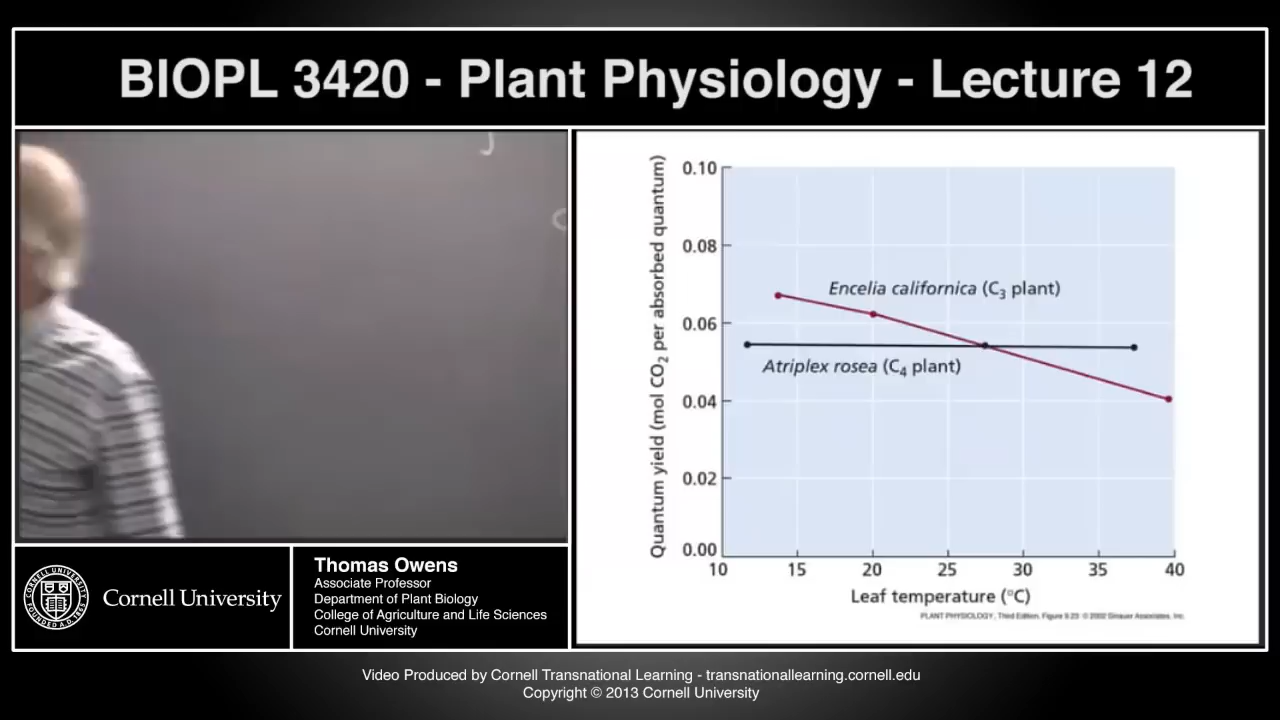 BIOPL 3420 - Plant Physiology - Lecture 12
Quantum yield (mol CO₂ per absorbed quantum)
0.10
0.08
0.06
0.04
0.02
0.00
Encelia californica (C₃ plant)
Atriplex rosea (C₄ plant)
10 15 20 25 30 35 40
Leaf temperature (°C)
PLANT PHYSIOLOGY, Third Edition, Figure 9.23 © 2002 Sinauer Associates, Inc.
Cornell University
Thomas Owens
Associate Professor
Department of Plant Biology
College of Agriculture and Life Sciences
Cornell University
Video Produced by Cornell Transnational Learning - transnationallearning.cornell.edu
Copyright © 2013 Cornell University